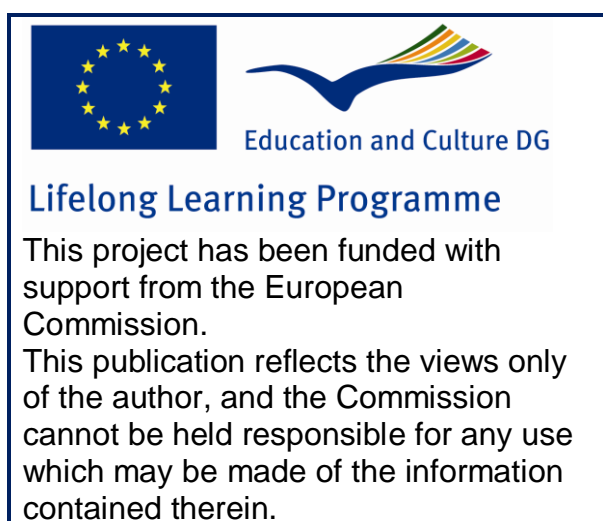 Education and Culture DG
Lifelong Learning Programme
This project has been funded with
support from the European
Commission.
This publication reflects the views only
of the author, and the Commission
cannot be held responsible for any use
which may be made of the information
contained therein.